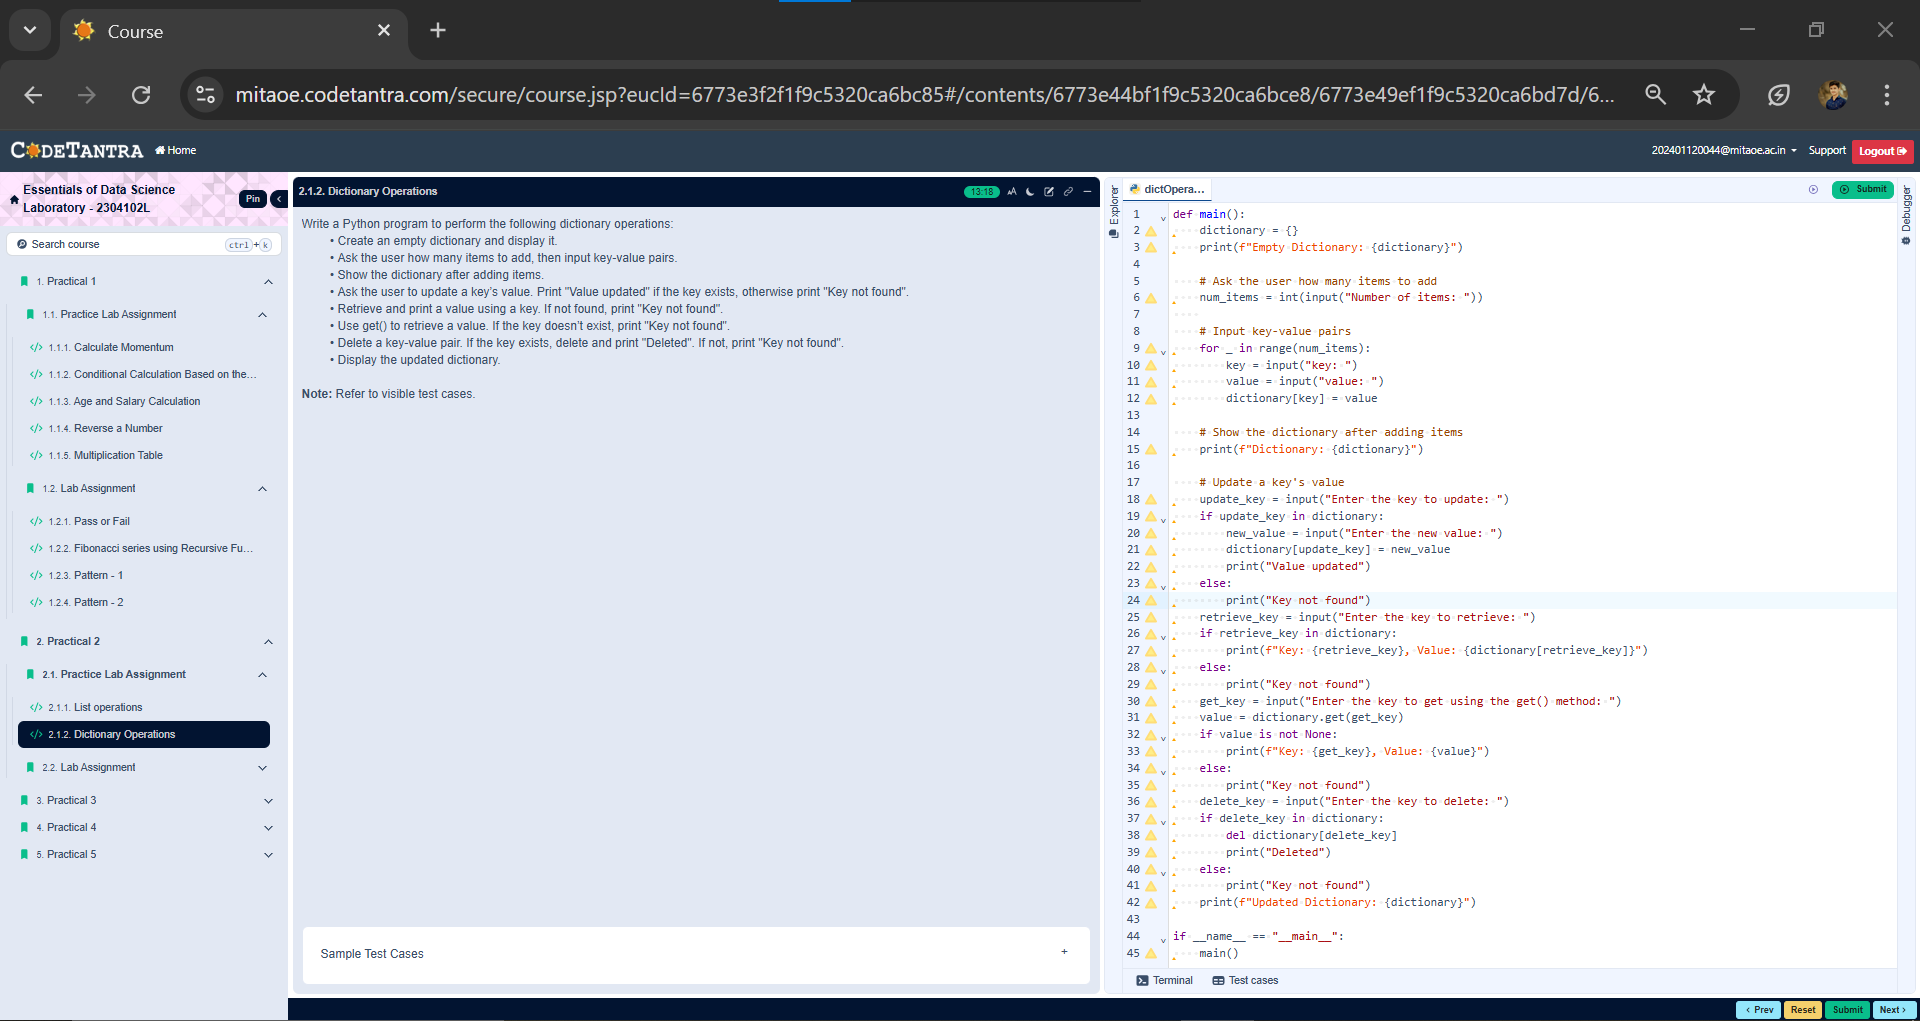 Course
mitaoe.codetantra.com/secure/course.jsp?eucId=6773e3f2f1f9c5320ca6bc85#/contents/6773e44bf1f9c5320ca6bce8/6773e49ef1f9c5320ca6bd7d/6...
CODETANTRA
Home
202401120044@mitaoe.ac.in
Support
Logout
Essentials of Data Science
Laboratory - 2304102L
Pin
Search course
ctrl + k
1. Practical 1
1.1. Practice Lab Assignment
1.1.1. Calculate Momentum
1.1.2. Conditional Calculation Based on the...
1.1.3. Age and Salary Calculation
1.1.4. Reverse a Number
1.1.5. Multiplication Table
1.2. Lab Assignment
1.2.1. Pass or Fail
1.2.2. Fibonacci series using Recursive Fu...
1.2.3. Pattern - 1
1.2.4. Pattern - 2
2. Practical 2
2.1. Practice Lab Assignment
2.1.1. List operations
2.1.2. Dictionary Operations
2.2. Lab Assignment
3. Practical 3
4. Practical 4
5. Practical 5
2.1.2. Dictionary Operations
13:18
Write a Python program to perform the following dictionary operations:
• Create an empty dictionary and display it.
• Ask the user how many items to add, then input key-value pairs.
• Show the dictionary after adding items.
• Ask the user to update a key's value. Print "Value updated" if the key exists, otherwise print "Key not found".
• Retrieve and print a value using a key. If not found, print "Key not found".
• Use get() to retrieve a value. If the key doesn't exist, print "Key not found".
• Delete a key-value pair. If the key exists, delete and print "Deleted". If not, print "Key not found".
• Display the updated dictionary.
Note: Refer to visible test cases.
Sample Test Cases
+
Explorer
dictOpera...
Submit
Debugger
1 def main():
2     dictionary = {}
3     print(f"Empty Dictionary: {dictionary}")
4
5     # Ask the user how many items to add
6     num_items = int(input("Number of items: "))
7
8     # Input key-value pairs
9     for _ in range(num_items):
10         key = input("key: ")
11         value = input("value: ")
12         dictionary[key] = value
13
14     # Show the dictionary after adding items
15     print(f"Dictionary: {dictionary}")
16
17     # Update a key's value
18     update_key = input("Enter the key to update: ")
19     if update_key in dictionary:
20         new_value = input("Enter the new value: ")
21         dictionary[update_key] = new_value
22         print("Value updated")
23     else:
24         print("Key not found")
25     retrieve_key = input("Enter the key to retrieve: ")
26     if retrieve_key in dictionary:
27         print(f"Key: {retrieve_key}, Value: {dictionary[retrieve_key]}")
28     else:
29         print("Key not found")
30     get_key = input("Enter the key to get using the get() method: ")
31     value = dictionary.get(get_key)
32     if value is not None:
33         print(f"Key: {get_key}, Value: {value}")
34     else:
35         print("Key not found")
36     delete_key = input("Enter the key to delete: ")
37     if delete_key in dictionary:
38         del dictionary[delete_key]
39         print("Deleted")
40     else:
41         print("Key not found")
42     print(f"Updated Dictionary: {dictionary}")
43
44 if __name__ == "__main__":
45     main()
Terminal
Test cases
< Prev
Reset
Submit
Next >